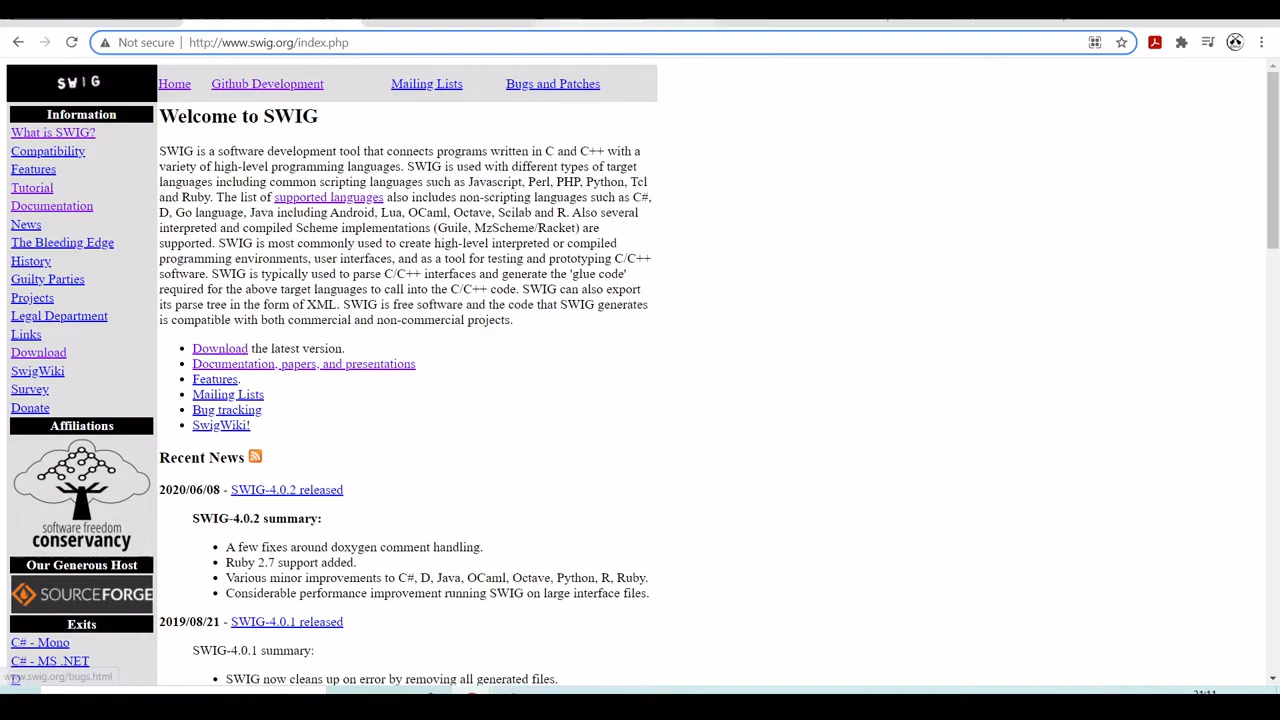 Not secure | http://www.swig.org/index.php
SWIG
Home Github Development Mailing Lists Bugs and Patches
Information
What is SWIG?
Compatibility
Features
Tutorial
Documentation
News
The Bleeding Edge
History
Guilty Parties
Projects
Legal Department
Links
Download
SwigWiki
Survey
Donate
Affiliations
software freedom
conservancy
Our Generous Host
SOURCEFORGE
Exits
C# - Mono
C# - MS .NET
D
www.swig.org/bugs.html
Welcome to SWIG
SWIG is a software development tool that connects programs written in C and C++ with a
variety of high-level programming languages. SWIG is used with different types of target
languages including common scripting languages such as Javascript, Perl, PHP, Python, Tcl
and Ruby. The list of supported languages also includes non-scripting languages such as C#,
D, Go language, Java including Android, Lua, OCaml, Octave, Scilab and R. Also several
interpreted and compiled Scheme implementations (Guile, MzScheme/Racket) are
supported. SWIG is most commonly used to create high-level interpreted or compiled
programming environments, user interfaces, and as a tool for testing and prototyping C/C++
software. SWIG is typically used to parse C/C++ interfaces and generate the 'glue code'
required for the above target languages to call into the C/C++ code. SWIG can also export
its parse tree in the form of XML. SWIG is free software and the code that SWIG generates
is compatible with both commercial and non-commercial projects.
• Download the latest version.
• Documentation, papers, and presentations
• Features.
• Mailing Lists
• Bug tracking
• SwigWiki!
Recent News
2020/06/08 - SWIG-4.0.2 released
SWIG-4.0.2 summary:
• A few fixes around doxygen comment handling.
• Ruby 2.7 support added.
• Various minor improvements to C#, D, Java, OCaml, Octave, Python, R, Ruby.
• Considerable performance improvement running SWIG on large interface files.
2019/08/21 - SWIG-4.0.1 released
SWIG-4.0.1 summary:
• SWIG now cleans up on error by removing all generated files.